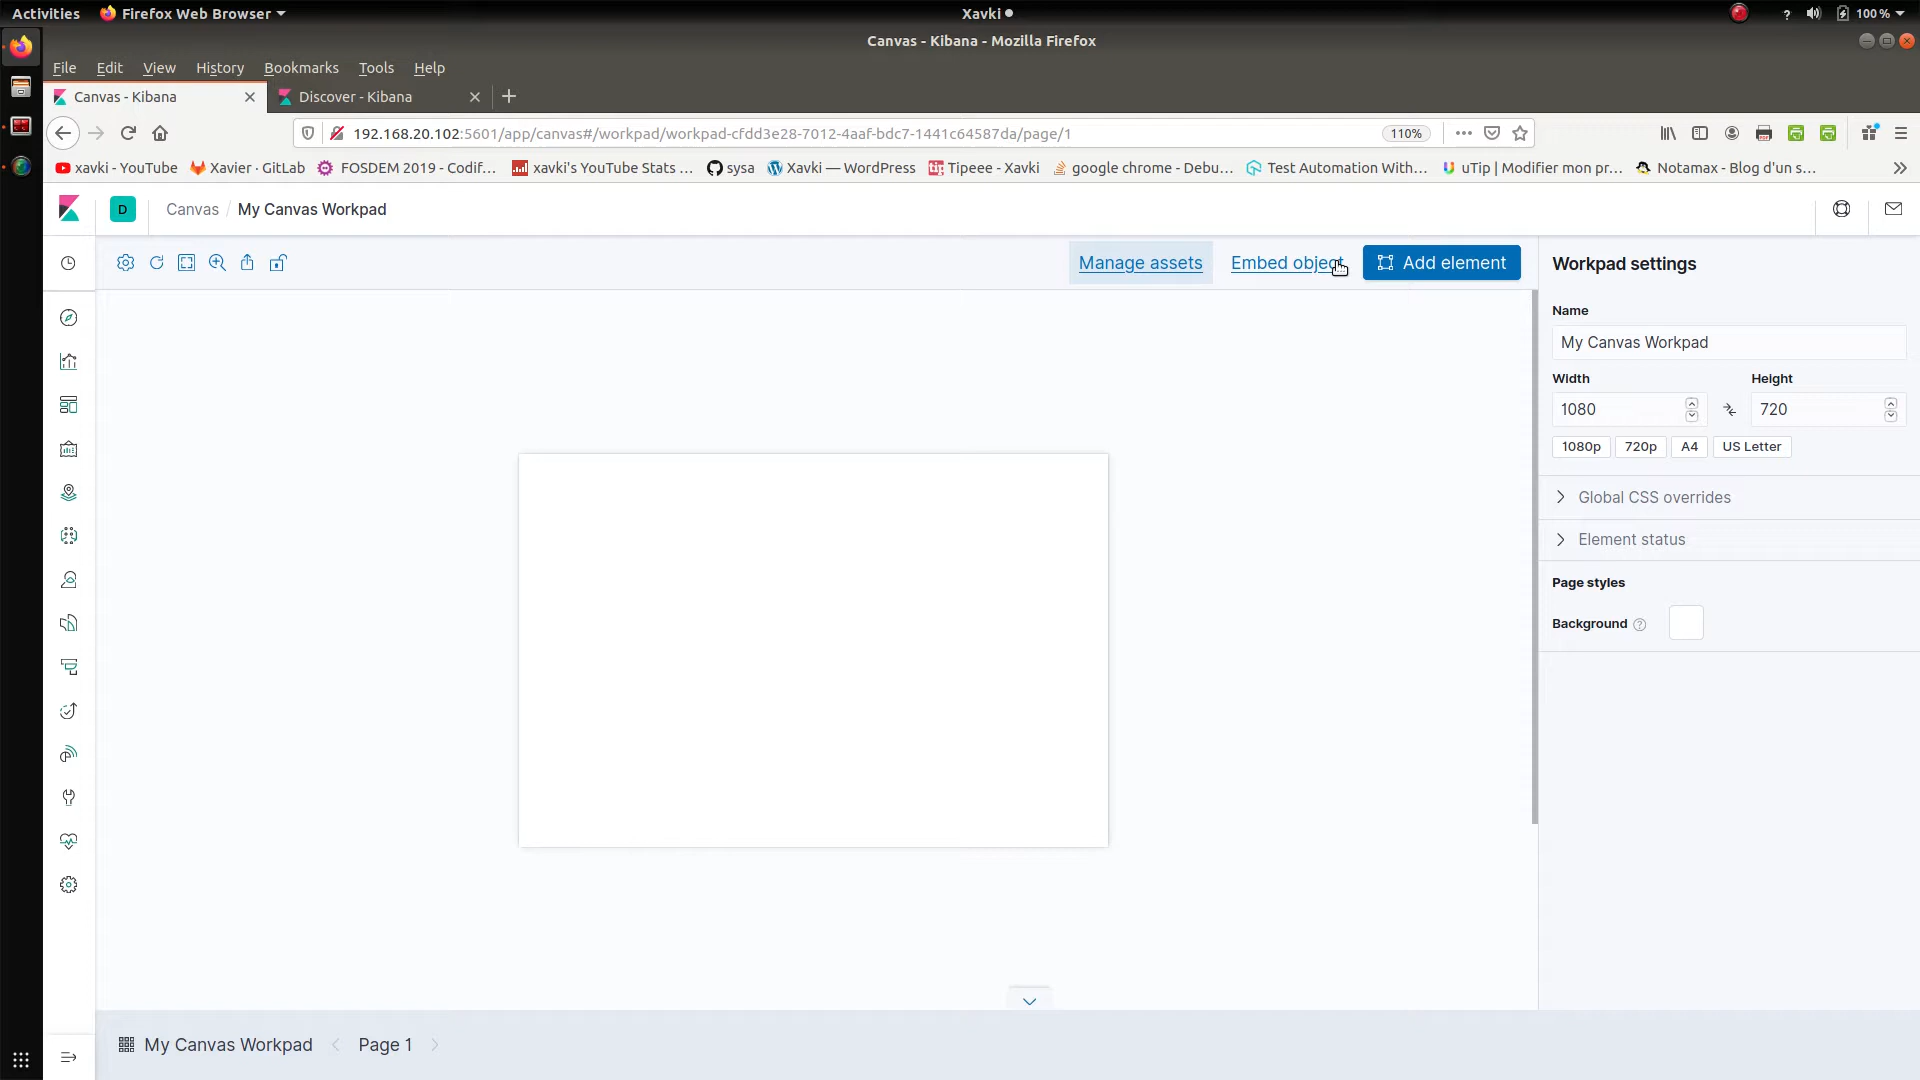 Activities
Firefox Web Browser
Xavki
?
100 %
Canvas - Kibana - Mozilla Firefox
File Edit View History Bookmarks Tools Help
Canvas - Kibana
Discover - Kibana
192.168.20.102:5601/app/canvas#/workpad/workpad-cfdd3e28-7012-4aaf-bdc7-1441c64587da/page/1
110%
xavki - YouTube
Xavier · GitLab
FOSDEM 2019 - Codif...
xavki's YouTube Stats ...
sysa
Xavki — WordPress
Tipeee - Xavki
google chrome - Debu...
Test Automation With...
uTip | Modifier mon pr...
Notamax - Blog d'un s...
D
Canvas / My Canvas Workpad
Manage assets
Embed object
Add element
Workpad settings
Name
My Canvas Workpad
Width
Height
1080
720
1080p
720p
A4
US Letter
Global CSS overrides
Element status
Page styles
Background
?
My Canvas Workpad
Page 1